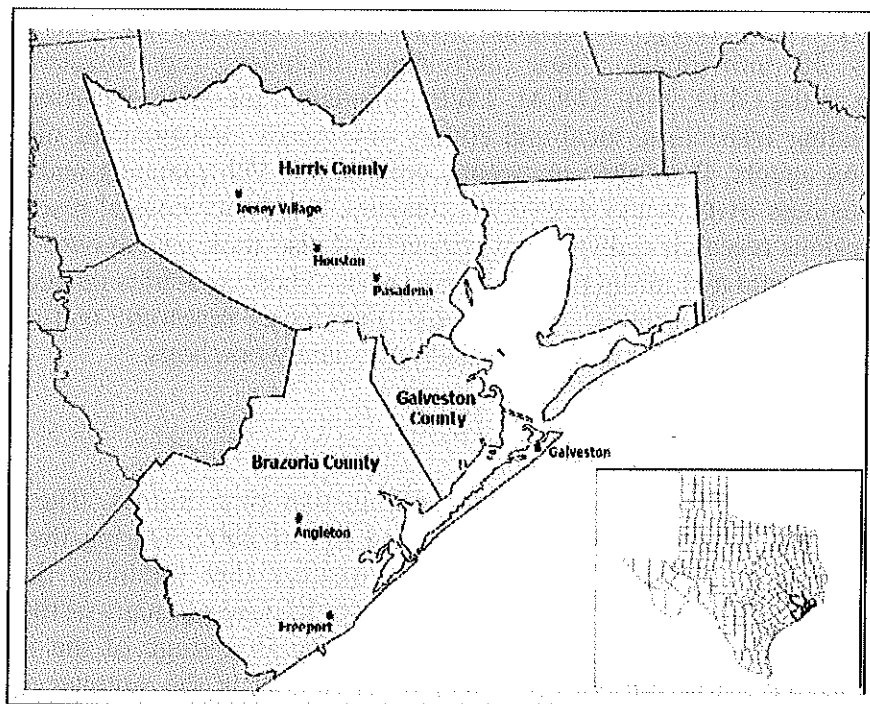 Harris County
Jersey Village
Houston
Pasadena
Galveston
County
Galveston
Brazoria County
Angleton
Freeport